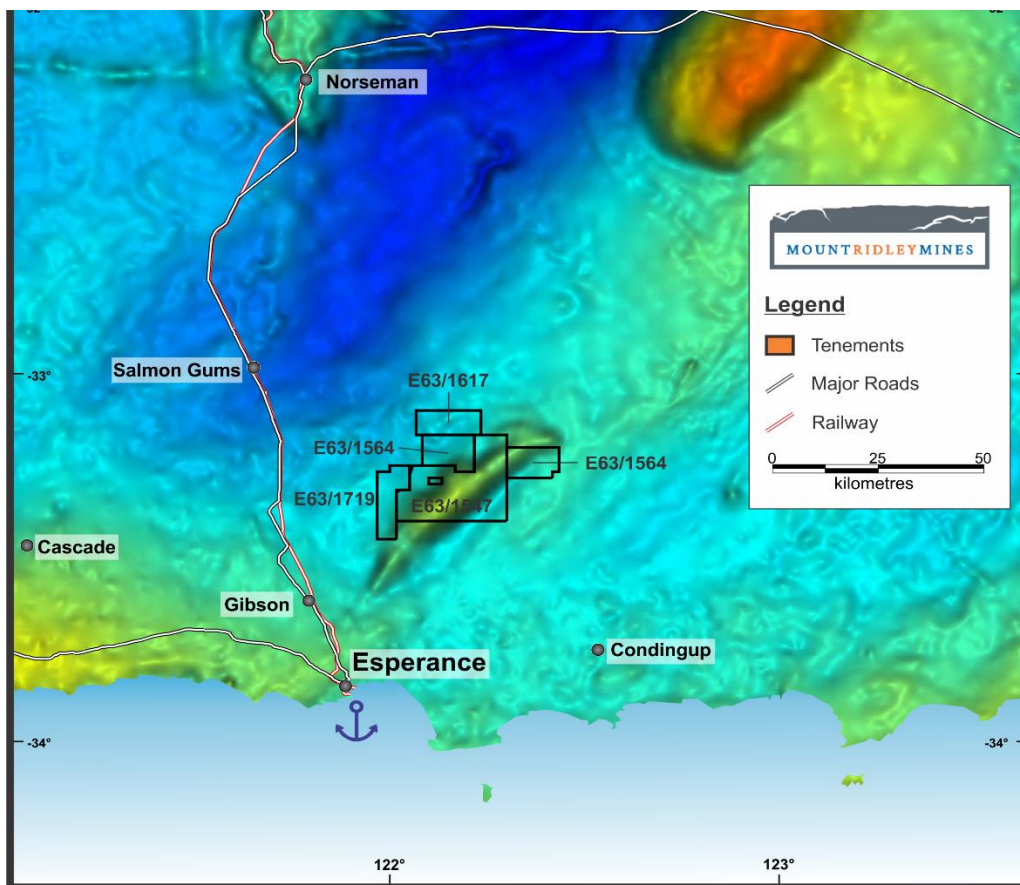 Norseman
MOUNTRIDLEYMINES
Legend
Tenements
Major Roads
Railway
0 25 50
kilometres
-33°
-33°
Salmon Gums
E63/1617
E63/1564
E63/1564
E63/1719
E63/1547
Cascade
Gibson
Condingup
Esperance
-34°
-34°
122°
123°